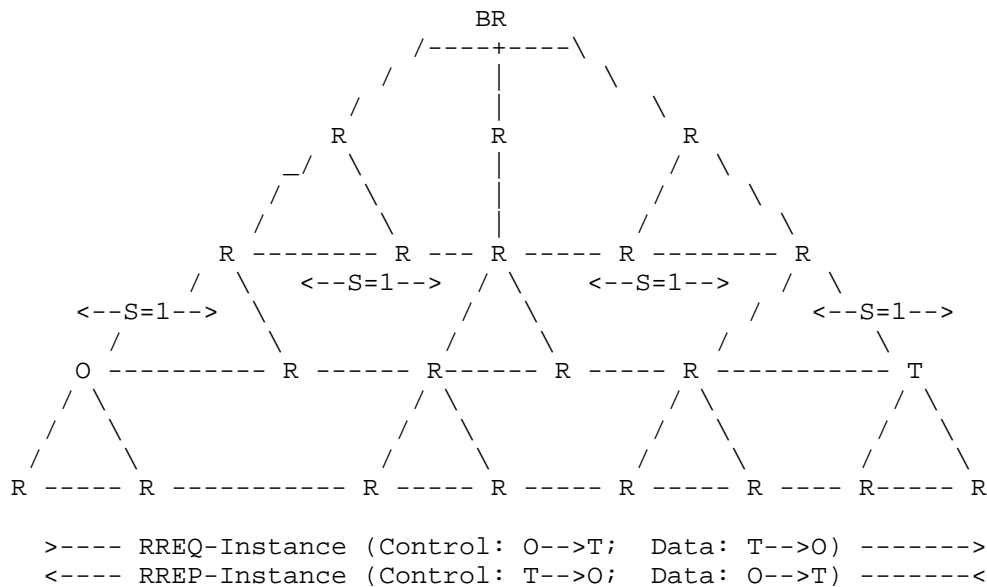 BR
R R R
R R R R R
<--S=1--> <--S=1-->
<--S=1--> <--S=1-->
O R R R R T
R R R R R R R R
>---- RREQ-Instance (Control: O-->T; Data: T-->O) ------->
<---- RREP-Instance (Control: T-->O; Data: O-->T) -------<